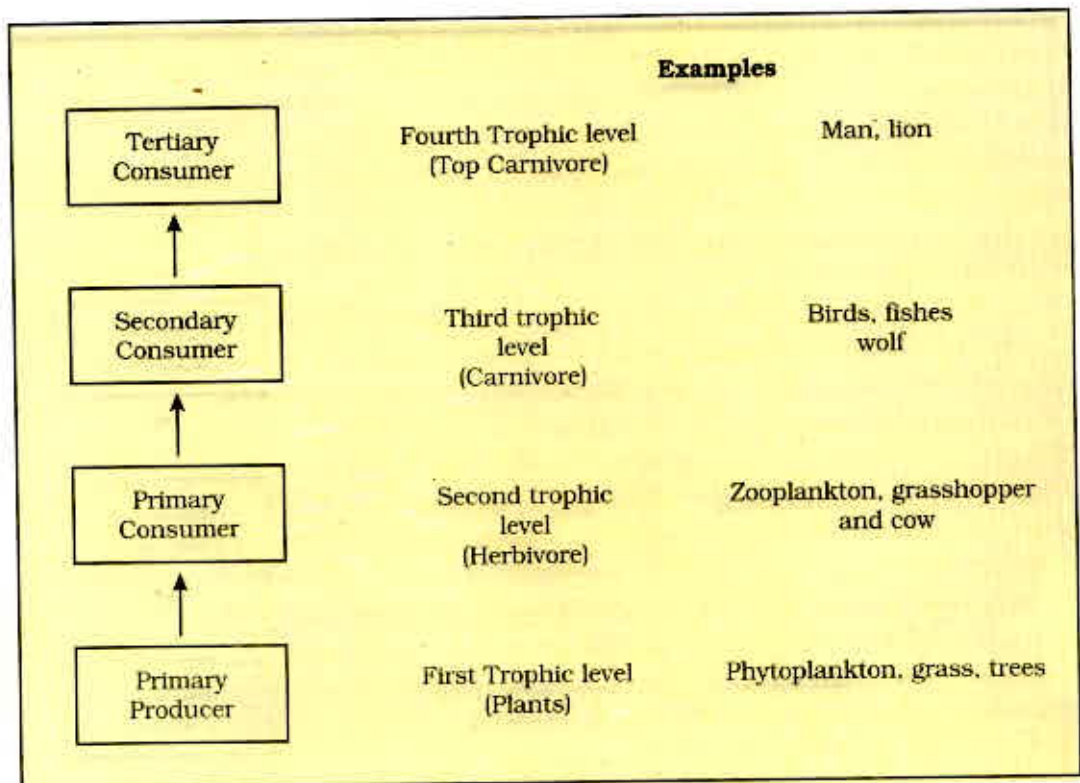 Examples
Tertiary
Consumer
Fourth Trophic level
(Top Carnivore)
Man, lion
Secondary
Consumer
Third trophic
level
(Carnivore)
Birds, fishes
wolf
Primary
Consumer
Second trophic
level
(Herbivore)
Zooplankton, grasshopper
and cow
Primary
Producer
First Trophic level
(Plants)
Phytoplankton, grass, trees